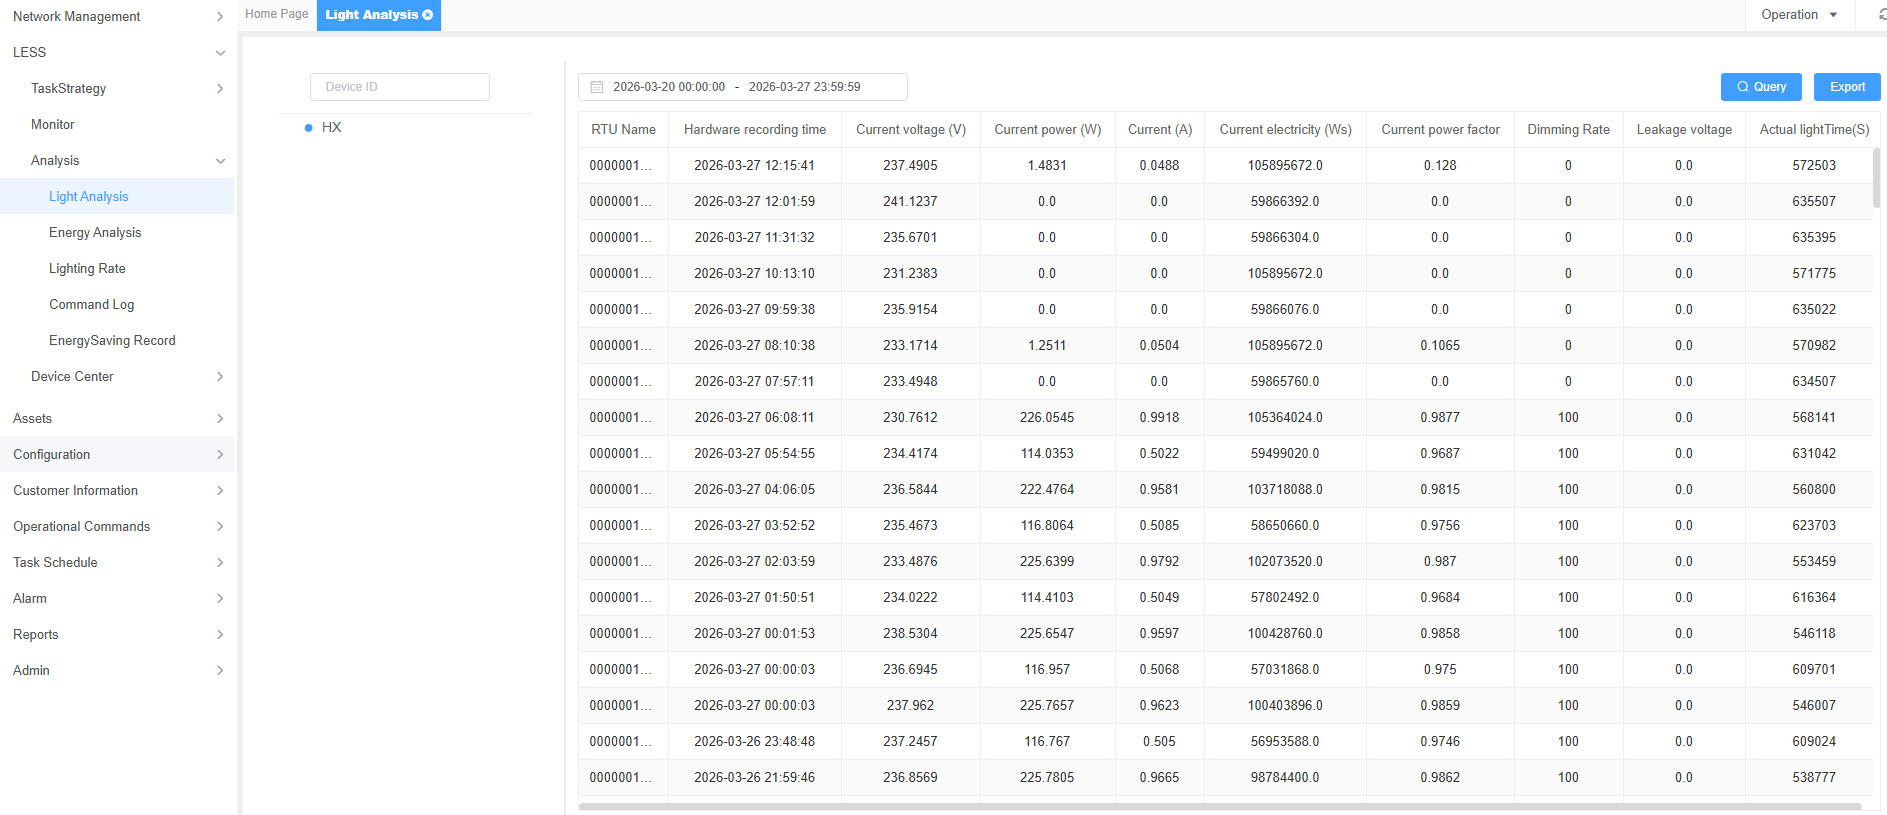 Network Management
LESS
TaskStrategy
Monitor
Analysis
Light Analysis
Energy Analysis
Lighting Rate
Command Log
EnergySaving Record
Device Center
Assets
Configuration
Customer Information
Operational Commands
Task Schedule
Alarm
Reports
Admin
Home Page Light Analysis Operation
Device ID
HX
2026-03-20 00:00:00 - 2026-03-27 23:59:59 Query Export
RTU Name Hardware recording time Current voltage (V) Current power (W) Current (A) Current electricity (Ws) Current power factor Dimming Rate Leakage voltage Actual lightTime(S)
0000001... 2026-03-27 12:15:41 237.4905 1.4831 0.0488 105895672.0 0.128 0 0.0 572503
0000001... 2026-03-27 12:01:59 241.1237 0.0 0.0 59866392.0 0.0 0 0.0 635507
0000001... 2026-03-27 11:31:32 235.6701 0.0 0.0 59866304.0 0.0 0 0.0 635395
0000001... 2026-03-27 10:13:10 231.2383 0.0 0.0 105895672.0 0.0 0 0.0 571775
0000001... 2026-03-27 09:59:38 235.9154 0.0 0.0 59866076.0 0.0 0 0.0 635022
0000001... 2026-03-27 08:10:38 233.1714 1.2511 0.0504 105895672.0 0.1065 0 0.0 570982
0000001... 2026-03-27 07:57:11 233.4948 0.0 0.0 59865760.0 0.0 0 0.0 634507
0000001... 2026-03-27 06:08:11 230.7612 226.0545 0.9918 105364024.0 0.9877 100 0.0 568141
0000001... 2026-03-27 05:54:55 234.4174 114.0353 0.5022 59499020.0 0.9687 100 0.0 631042
0000001... 2026-03-27 04:06:05 236.5844 222.4764 0.9581 103718088.0 0.9815 100 0.0 560800
0000001... 2026-03-27 03:52:52 235.4673 116.8064 0.5085 58650660.0 0.9756 100 0.0 623703
0000001... 2026-03-27 02:03:59 233.4876 225.6399 0.9792 102073520.0 0.987 100 0.0 553459
0000001... 2026-03-27 01:50:51 234.0222 114.4103 0.5049 57802492.0 0.9684 100 0.0 616364
0000001... 2026-03-27 00:01:53 238.5304 225.6547 0.9597 100428760.0 0.9858 100 0.0 546118
0000001... 2026-03-27 00:00:03 236.6945 116.957 0.5068 57031868.0 0.975 100 0.0 609701
0000001... 2026-03-27 00:00:03 237.962 225.7657 0.9623 100403896.0 0.9859 100 0.0 546007
0000001... 2026-03-26 23:48:48 237.2457 116.767 0.505 56953588.0 0.9746 100 0.0 609024
0000001... 2026-03-26 21:59:46 236.8569 225.7805 0.9665 98784400.0 0.9862 100 0.0 538777